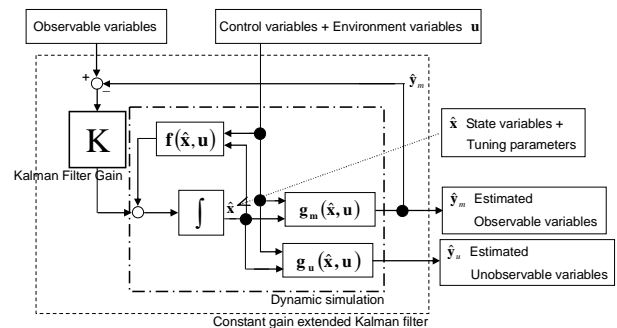 Observable variables
Control variables + Environment variables u
+
−
ŷm
K
Kalman Filter Gain
f(x̂,u)
x̂ State variables +
Tuning parameters
∫
x̂
gm(x̂,u)
ŷm Estimated
Observable variables
gu(x̂,u)
ŷu Estimated
Unobservable variables
Dynamic simulation
Constant gain extended Kalman filter